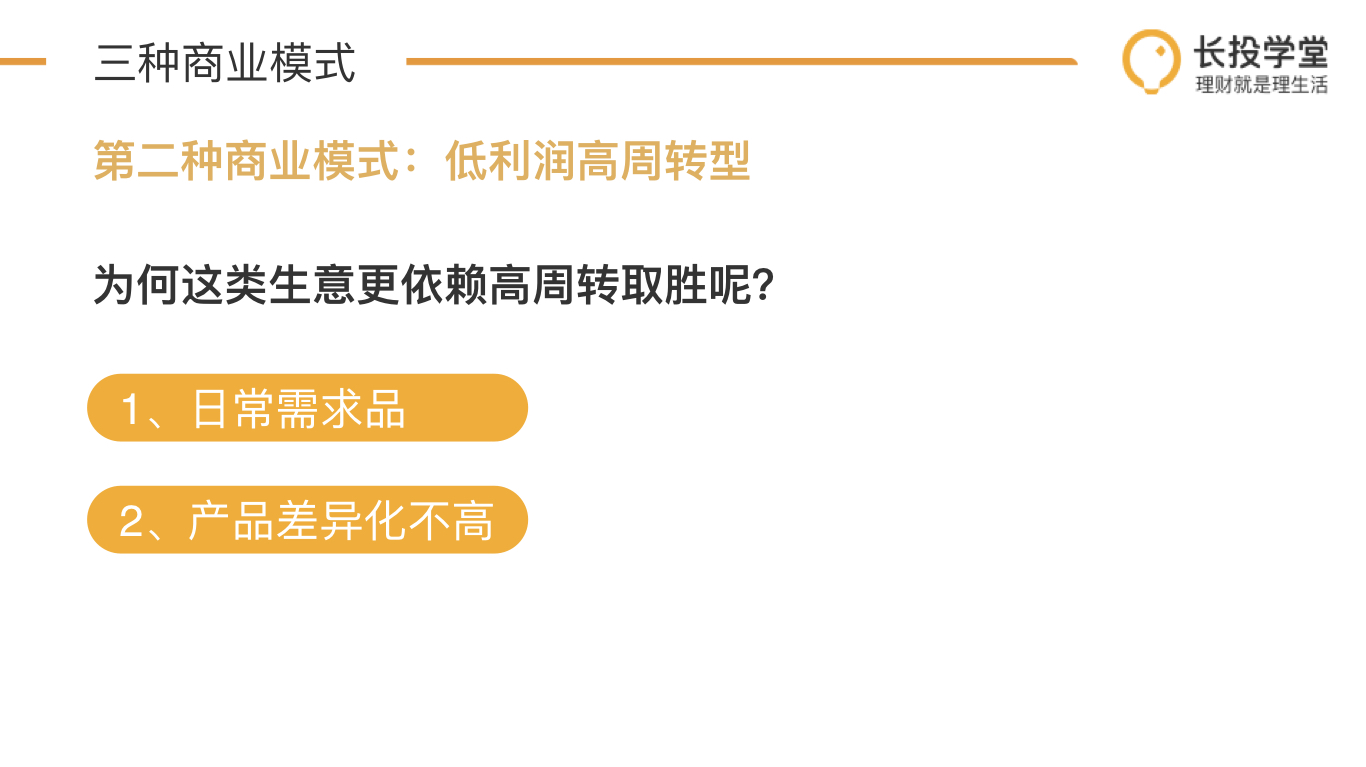 三种商业模式
长投学堂
理财就是理生活
第二种商业模式：低利润高周转型
为何这类生意更依赖高周转取胜呢?
1、日常需求品
2、产品差异化不高